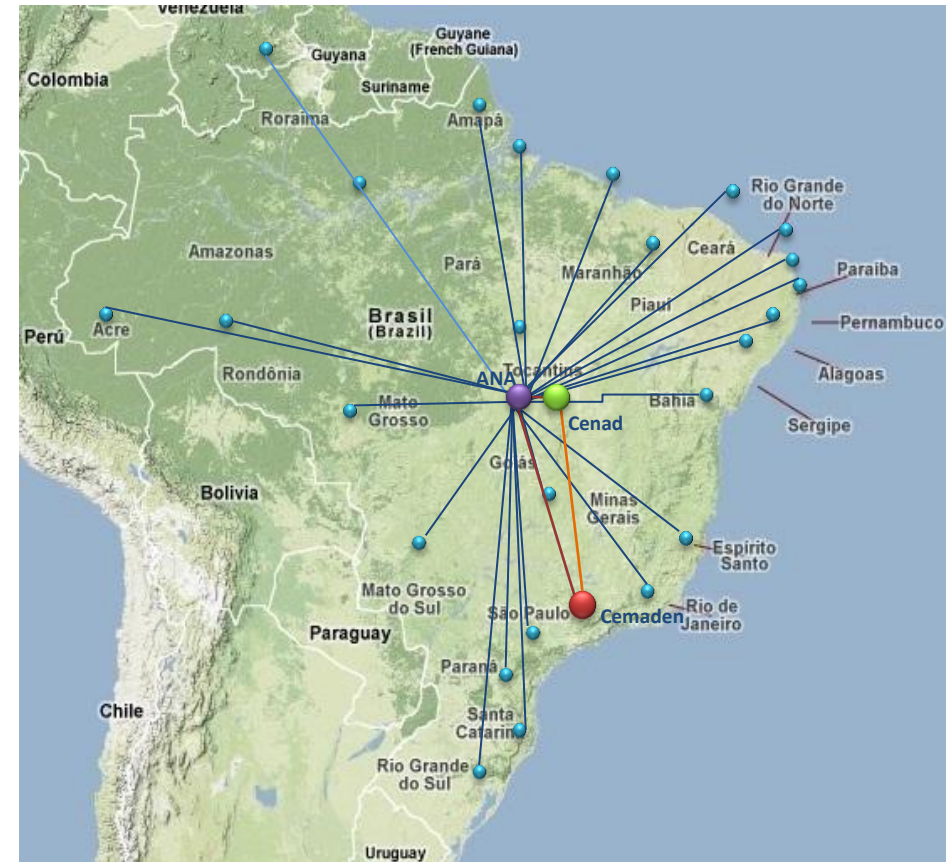 Venezuela
Guyane
(French Guiana)
Guyana
Colombia
Suriname
Roraima
Amapá
Rio Grande
do Norte
Amazonas
Pará
Ceará
Maranhão
Paraíba
Piauí
Brasil
(Brazil)
Pernambuco
Acre
Perú
Rondônia
Tocantins
Alagoas
ANA
Mato
Grosso
Bahia
Cenad
Sergipe
Goiás
Bolivia
Minas
Gerais
Espírito
Santo
Mato Grosso
do Sul
São Paulo
Cemaden
Rio de
Janeiro
Paraguay
Paraná
Chile
Santa
Catarina
Rio Grande
do Sul
Uruguay